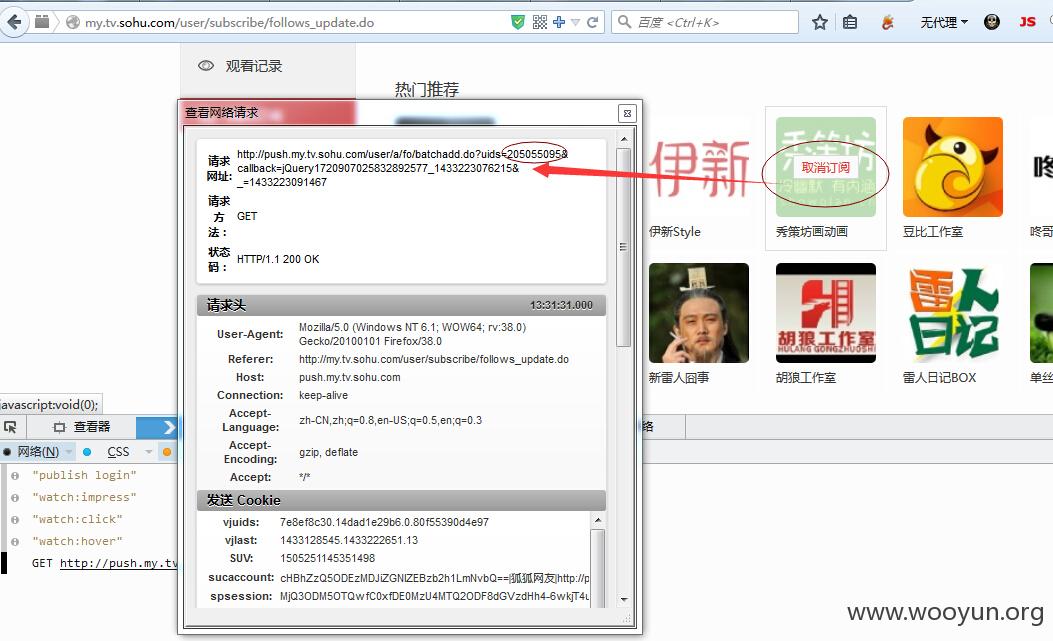 my.tv.sohu.com/user/subscribe/follows_update.do
百度 <Ctrl+K>
无代理
JS
观看记录
热门推荐
查看网络请求
请求网址:
http://push.my.tv.sohu.com/user/a/fo/batchadd.do?uids=205055095&
callback=jQuery1720907025832892577_1433223076215&
_=1433223091467
请求方法:
GET
状态码:
HTTP/1.1 200 OK
请求头
13:31:31.000
User-Agent:
Mozilla/5.0 (Windows NT 6.1; WOW64; rv:38.0)
Gecko/20100101 Firefox/38.0
Referer:
http://my.tv.sohu.com/user/subscribe/follows_update.do
Host:
push.my.tv.sohu.com
Connection:
keep-alive
Accept-Language:
zh-CN,zh;q=0.8,en-US;q=0.5,en;q=0.3
Accept-Encoding:
gzip, deflate
Accept:
*/*
发送 Cookie
vjuids:
7e8ef8c30.14dad1e29b6.0.80f55390d4e97
vjlast:
1433128545.1433222651.13
SUV:
1505251145351498
sucaccount:
cHBhZzQ5ODEzMDJiZGNlZEBzb2h1LmNvbQ==|狐狐网友|http://p
spsession:
MjQ3ODM5OTQwfC0xfDE0MzU4MTQ2ODF8dGVzdHh4-6wkjT4u
伊新
秀策坊
取消订阅
冷幽默 有内涵
伊新Style
秀策坊画动画
豆比工作室
咚哥
胡狼工作室
HULANG GONGZHUOSHI
雷人
日记
新雷人囧事
胡狼工作室
雷人日记BOX
单丝
javascript:void(0);
查看器
络
网络(N)
CSS
"publish login"
"watch:impress"
"watch:click"
"watch:hover"
GET http://push.my.tv
www.wooyun.org